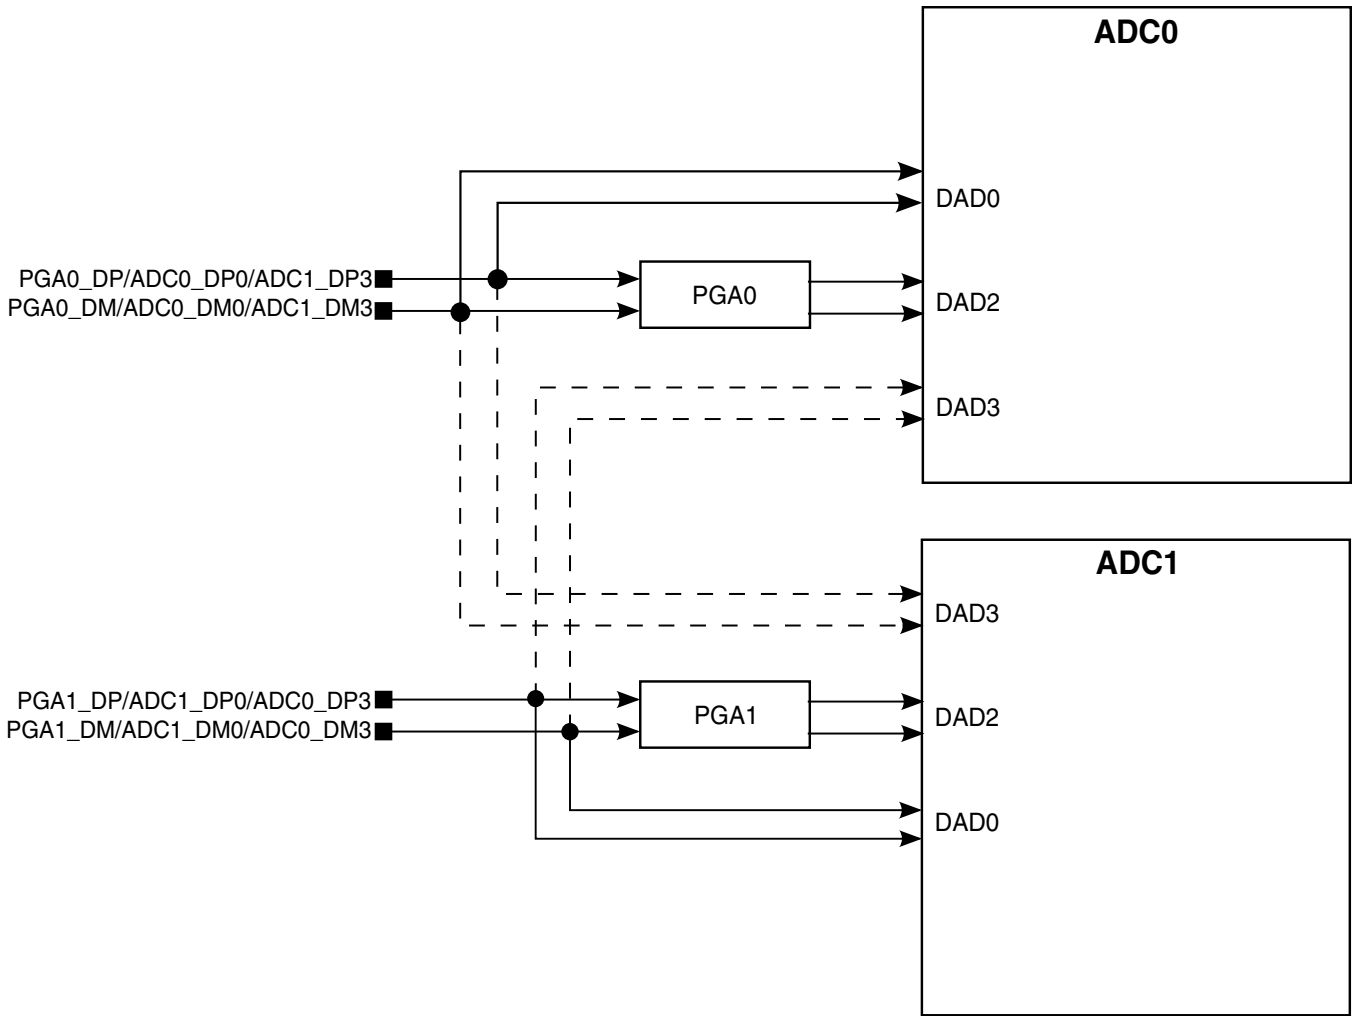 ADC0
DAD0
PGA0_DP/ADC0_DP0/ADC1_DP3
PGA0_DM/ADC0_DM0/ADC1_DM3
PGA0
DAD2
DAD3
ADC1
DAD3
PGA1_DP/ADC1_DP0/ADC0_DP3
PGA1_DM/ADC1_DM0/ADC0_DM3
PGA1
DAD2
DAD0